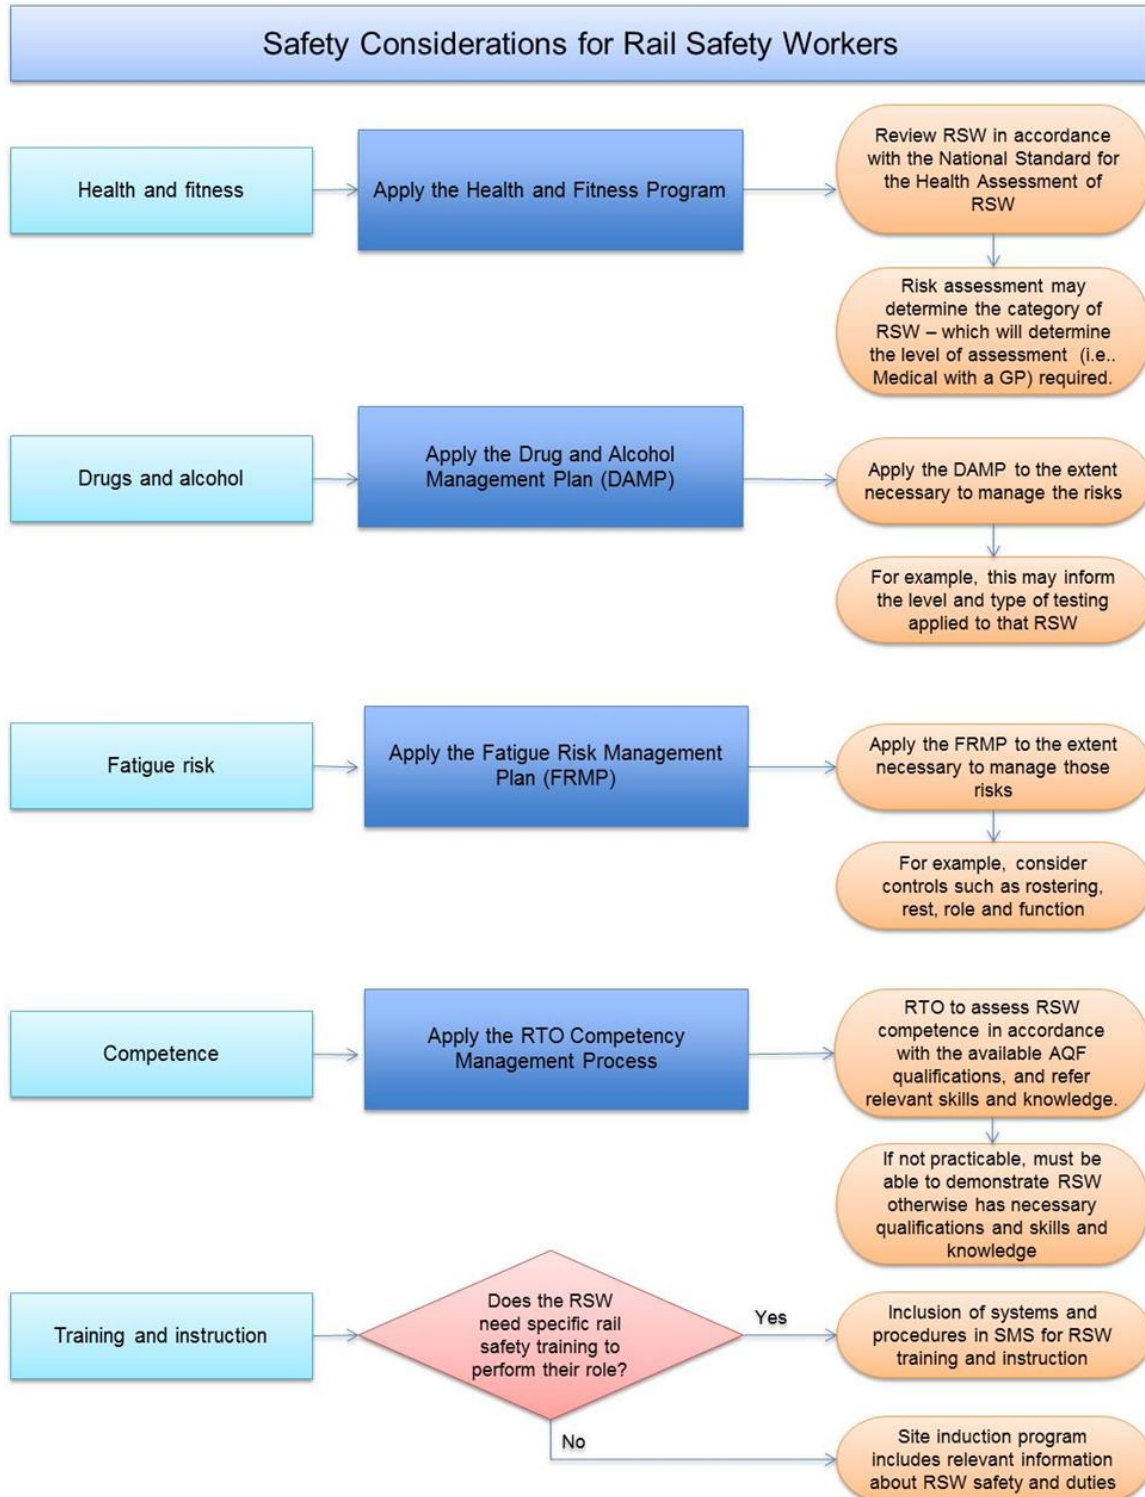 Safety Considerations for Rail Safety Workers
Health and fitness
Apply the Health and Fitness Program
Review RSW in accordance
with the National Standard for
the Health Assessment of
RSW
Risk assessment may
determine the category of
RSW – which will determine
the level of assessment (i.e..
Medical with a GP) required.
Drugs and alcohol
Apply the Drug and Alcohol
Management Plan (DAMP)
Apply the DAMP to the extent
necessary to manage the risks
For example, this may inform
the level and type of testing
applied to that RSW
Fatigue risk
Apply the Fatigue Risk Management
Plan (FRMP)
Apply the FRMP to the extent
necessary to manage those
risks
For example, consider
controls such as rostering,
rest, role and function
Competence
Apply the RTO Competency
Management Process
RTO to assess RSW
competence in accordance
with the available AQF
qualifications, and refer
relevant skills and knowledge.
If not practicable, must be
able to demonstrate RSW
otherwise has necessary
qualifications and skills and
knowledge
Training and instruction
Does the RSW
need specific rail
safety training to
perform their role?
Yes
Inclusion of systems and
procedures in SMS for RSW
training and instruction
No
Site induction program
includes relevant information
about RSW safety and duties